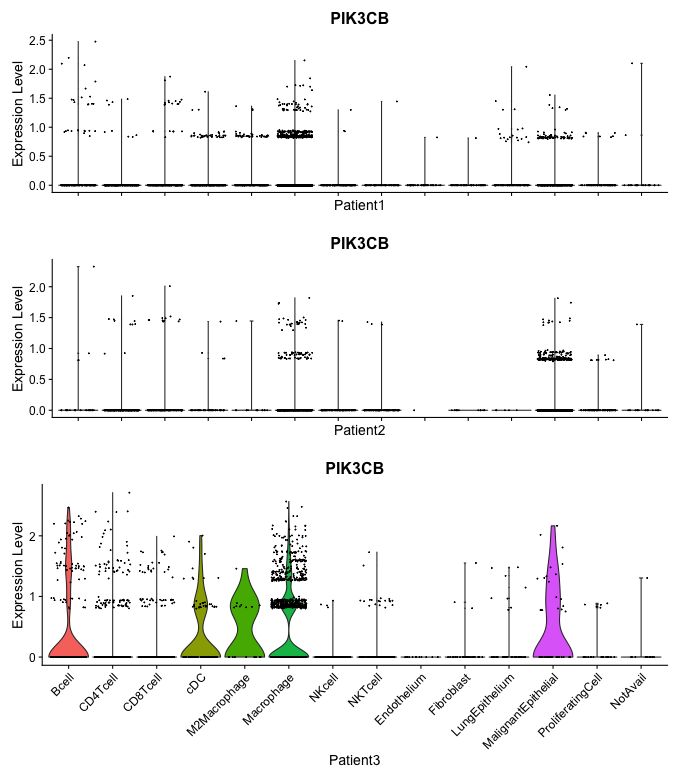 PIK3CB
Expression Level
2.5
2.0
1.5
1.0
0.5
0.0
Patient1
PIK3CB
Expression Level
2.0
1.5
1.0
0.5
0.0
Patient2
PIK3CB
Expression Level
2
1
0
Bcell
CD4Tcell
CD8Tcell
cDC
M2Macrophage
Macrophage
NKcell
NKTcell
Endothelium
Fibroblast
LungEpithelium
MalignantEpithelial
ProliferatingCell
NotAvail
Patient3